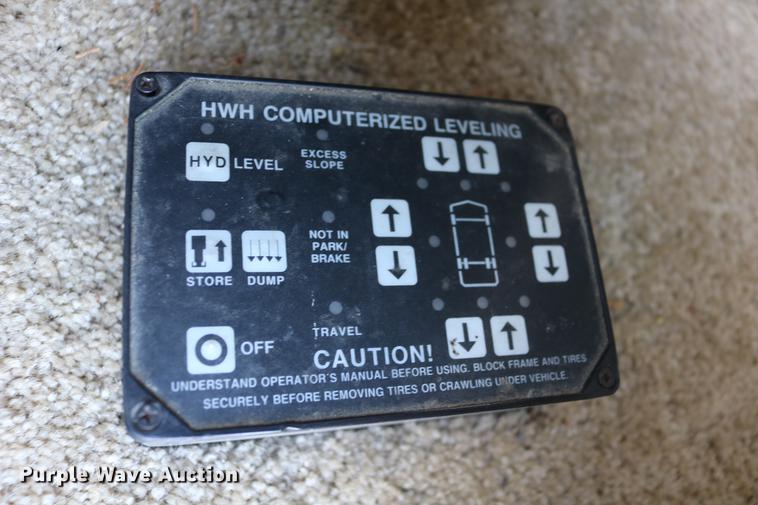 HWH COMPUTERIZED LEVELING
HYD LEVEL
EXCESS
SLOPE
NOT IN
PARK/
BRAKE
STORE DUMP
TRAVEL
OFF
CAUTION!
UNDERSTAND OPERATOR'S MANUAL BEFORE USING. BLOCK FRAME AND TIRES
SECURELY BEFORE REMOVING TIRES OR CRAWLING UNDER VEHICLE.
Purple Wave Auction